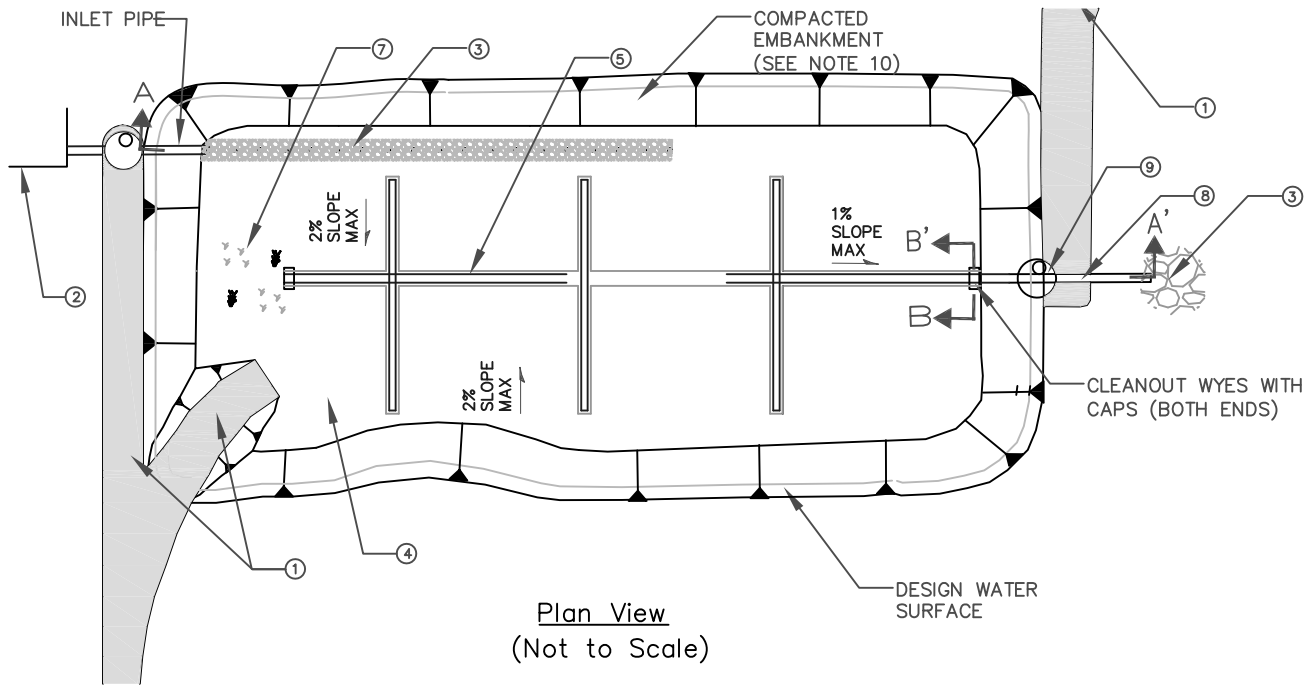 INLET PIPE
COMPACTED
EMBANKMENT
(SEE NOTE 10)
7
3
5
1
A
9
8
3
2%
SLOPE
MAX
1%
SLOPE
MAX
B'
A'
2
B
2%
SLOPE
MAX
CLEANOUT WYES WITH
CAPS (BOTH ENDS)
4
1
DESIGN WATER
SURFACE
Plan View
(Not to Scale)